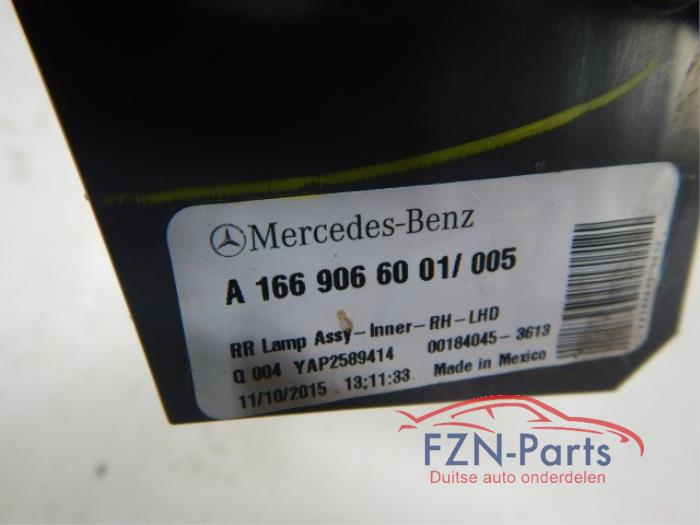 Mercedes-Benz
A 166 906 60 01/ 005
RR Lamp Assy-Inner-RH-LHD
Q 004 YAP2589414 00184045-3613
11/10/2015 13:11:33 Made in Mexico
FZN-Parts
Duitse auto onderdelen